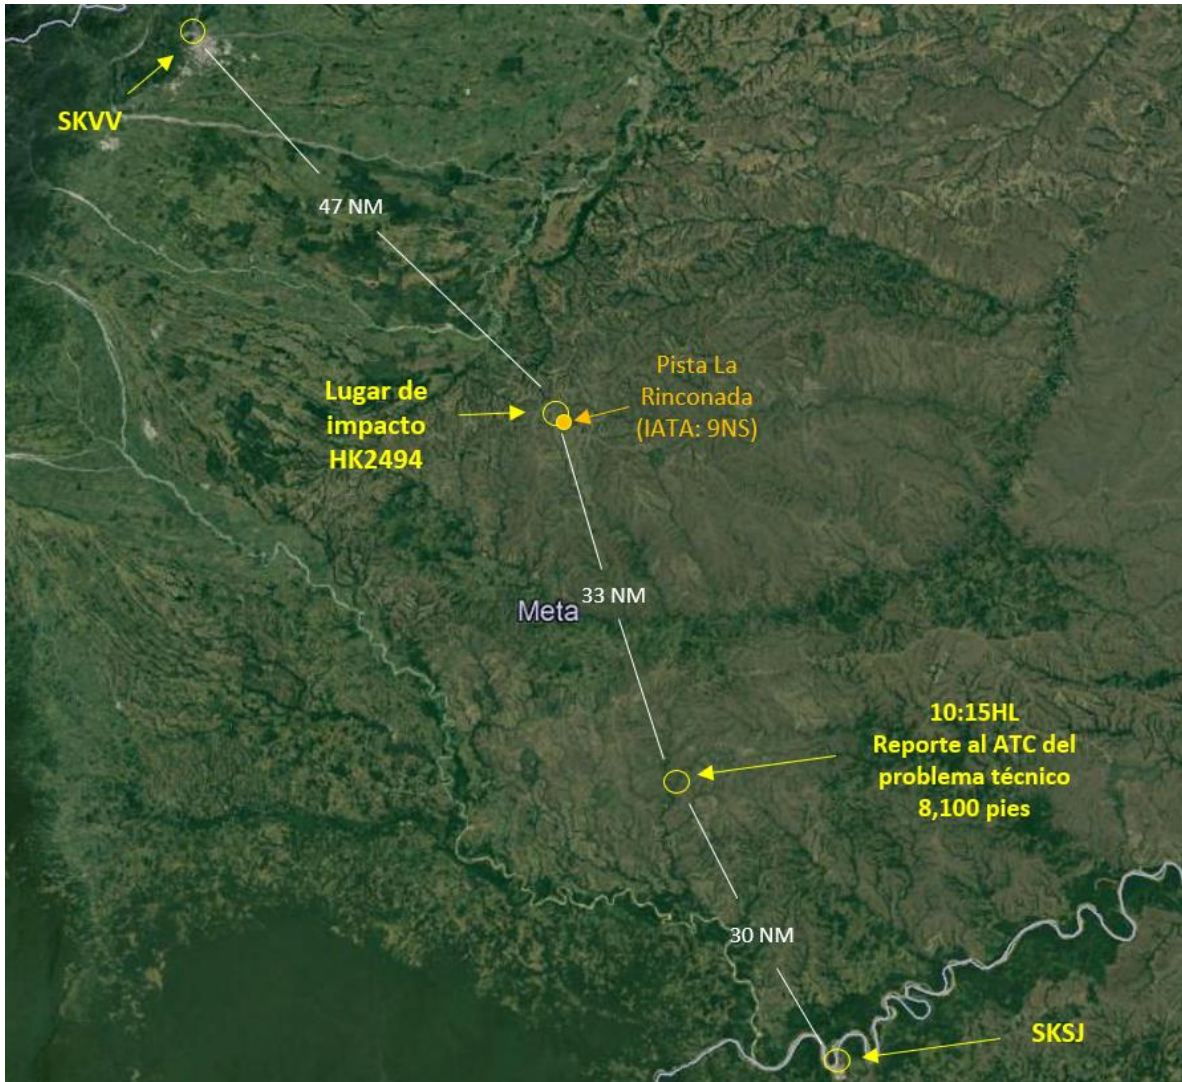 SKVV
47 NM
Lugar de
impacto
HK2494
Pista La
Rinconada
(IATA: 9NS)
33 NM
Meta
10:15HL
Reporte al ATC del
problema técnico
8,100 pies
30 NM
SKSJ